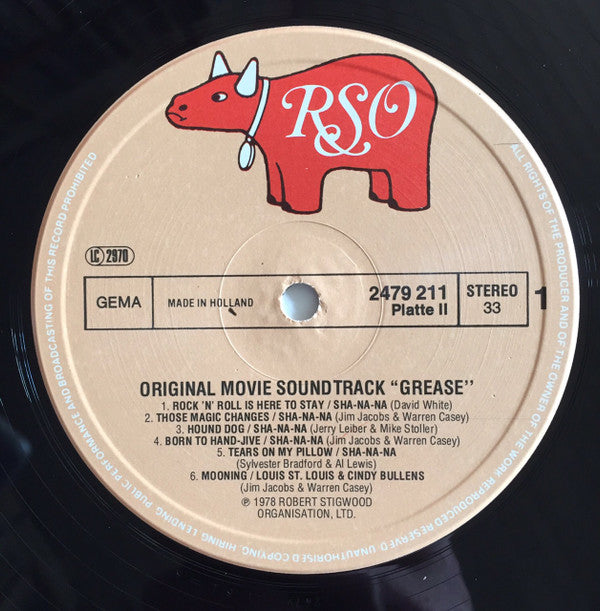 RSO
LC 2970
GEMA
MADE IN HOLLAND
2479 211
Platte II
STEREO
33
1
ORIGINAL MOVIE SOUNDTRACK "GREASE"
1. ROCK 'N' ROLL IS HERE TO STAY / SHA-NA-NA (David White)
2. THOSE MAGIC CHANGES / SHA-NA-NA (Jim Jacobs & Warren Casey)
3. HOUND DOG / SHA-NA-NA (Jerry Leiber & Mike Stoller)
4. BORN TO HAND-JIVE / SHA-NA-NA (Jim Jacobs & Warren Casey)
5. TEARS ON MY PILLOW / SHA-NA-NA
(Sylvester Bradford & Al Lewis)
6. MOONING / LOUIS ST. LOUIS & CINDY BULLENS
(Jim Jacobs & Warren Casey)
℗ 1978 ROBERT STIGWOOD
ORGANISATION, LTD.
ALL RIGHTS OF THE PRODUCER AND OF THE OWNER OF THE WORK REPRODUCED RESERVED UNAUTHORISED COPYING HIRING LENDING PUBLIC PERFORMANCE AND BROADCASTING OF THIS RECORD PROHIBITED